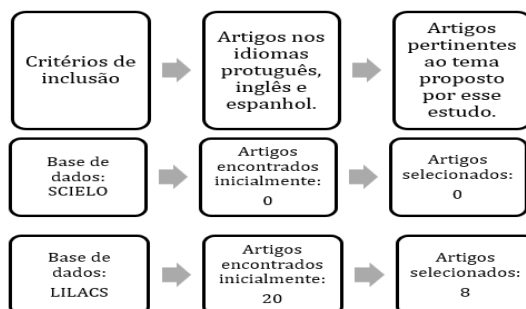 Critérios de
inclusão
Artigos nos
idiomas
protuguês,
inglês e
espanhol.
Artigos
pertinentes
ao tema
proposto
por esse
estudo.
Base de
dados:
SCIELO
Artigos
encontrados
inicialmente:
0
Artigos
selecionados:
0
Base de
dados:
LILACS
Artigos
encontrados
inicialmente:
20
Artigos
selecionados:
8